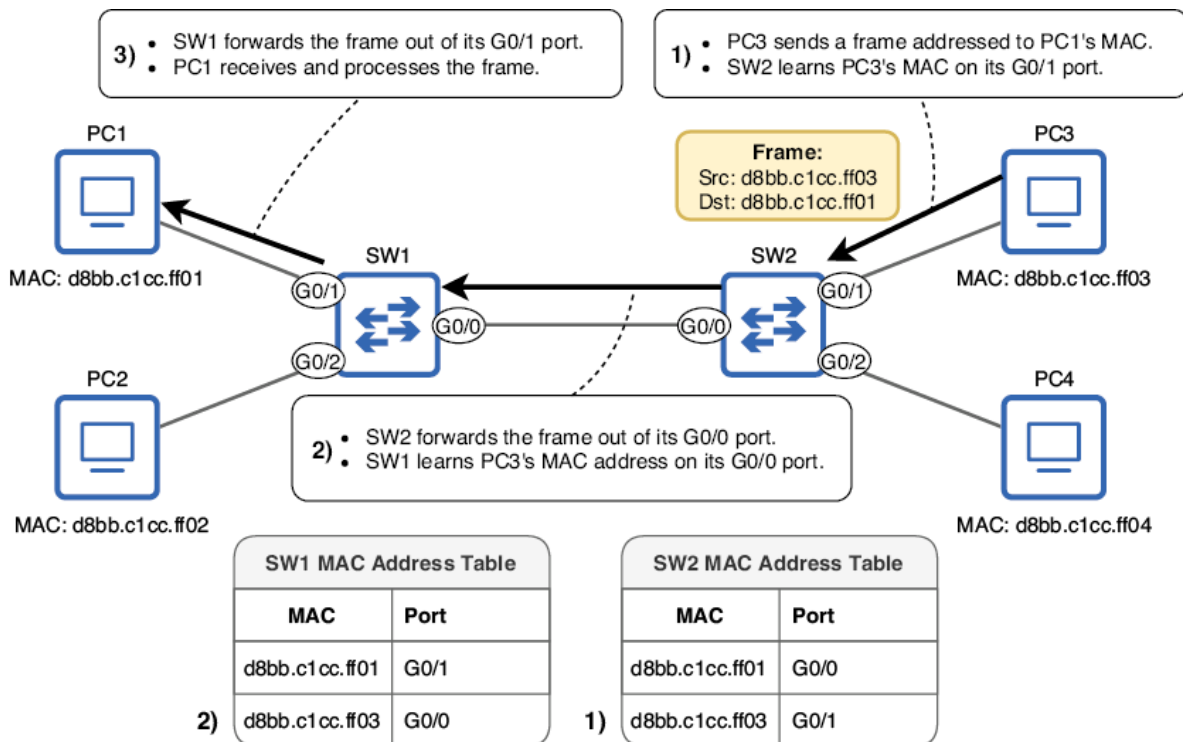 3) • SW1 forwards the frame out of its G0/1 port.
• PC1 receives and processes the frame.
1) • PC3 sends a frame addressed to PC1's MAC.
• SW2 learns PC3's MAC on its G0/1 port.
PC1
PC3
Frame:
Src: d8bb.c1cc.ff03
Dst: d8bb.c1cc.ff01
MAC: d8bb.c1cc.ff01
SW1
SW2
MAC: d8bb.c1cc.ff03
G0/1
G0/0
G0/0
G0/1
G0/2
G0/2
PC2
PC4
2) • SW2 forwards the frame out of its G0/0 port.
• SW1 learns PC3's MAC address on its G0/0 port.
MAC: d8bb.c1cc.ff02
MAC: d8bb.c1cc.ff04
SW1 MAC Address Table
MAC Port
d8bb.c1cc.ff01 G0/1
2) d8bb.c1cc.ff03 G0/0
SW2 MAC Address Table
MAC Port
d8bb.c1cc.ff01 G0/0
1) d8bb.c1cc.ff03 G0/1